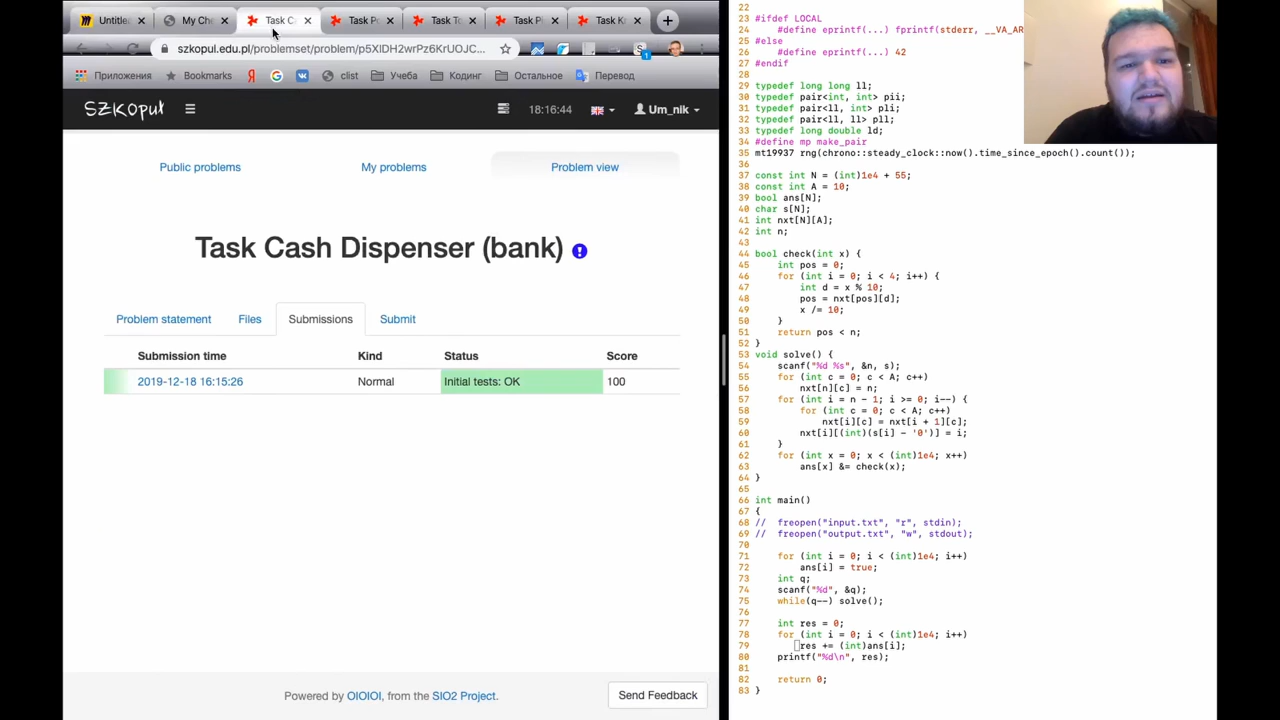 Untitle
My Che
Task Ca
Task Po
Task To
Task Pi
Task Kn
szkopul.edu.pl/problemset/problem/p5XlDH2wrPz6KrUOJC...
Приложения
Bookmarks
clist
Учеба
Кодинг
Остальное
Перевод
SZKOpuł
18:16:44
Um_nik
Public problems
My problems
Problem view
Task Cash Dispenser (bank)
Problem statement
Files
Submissions
Submit
Submission time Kind Status Score
2019-12-18 16:15:26 Normal Initial tests: OK 100
Powered by OIOIOI, from the SIO2 Project.
Send Feedback
22
23 #ifdef LOCAL
24 #define eprintf(...) fprintf(stderr, __VA_AR
25 #else
26 #define eprintf(...) 42
27 #endif
28
29 typedef long long ll;
30 typedef pair<int, int> pii;
31 typedef pair<ll, int> pli;
32 typedef pair<ll, ll> pll;
33 typedef long double ld;
34 #define mp make_pair
35 mt19937 rng(chrono::steady_clock::now().time_since_epoch().count());
36
37 const int N = (int)1e4 + 55;
38 const int A = 10;
39 bool ans[N];
40 char s[N];
41 int nxt[N][A];
42 int n;
43
44 bool check(int x) {
45 int pos = 0;
46 for (int i = 0; i < 4; i++) {
47 int d = x % 10;
48 pos = nxt[pos][d];
49 x /= 10;
50 }
51 return pos < n;
52 }
53 void solve() {
54 scanf("%d %s", &n, s);
55 for (int c = 0; c < A; c++)
56 nxt[n][c] = n;
57 for (int i = n - 1; i >= 0; i--) {
58 for (int c = 0; c < A; c++)
59 nxt[i][c] = nxt[i + 1][c];
60 nxt[i][(int)(s[i] - '0')] = i;
61 }
62 for (int x = 0; x < (int)1e4; x++)
63 ans[x] &= check(x);
64 }
65
66 int main()
67 {
68 // freopen("input.txt", "r", stdin);
69 // freopen("output.txt", "w", stdout);
70
71 for (int i = 0; i < (int)1e4; i++)
72 ans[i] = true;
73 int q;
74 scanf("%d", &q);
75 while(q--) solve();
76
77 int res = 0;
78 for (int i = 0; i < (int)1e4; i++)
79 res += (int)ans[i];
80 printf("%d\n", res);
81
82 return 0;
83 }